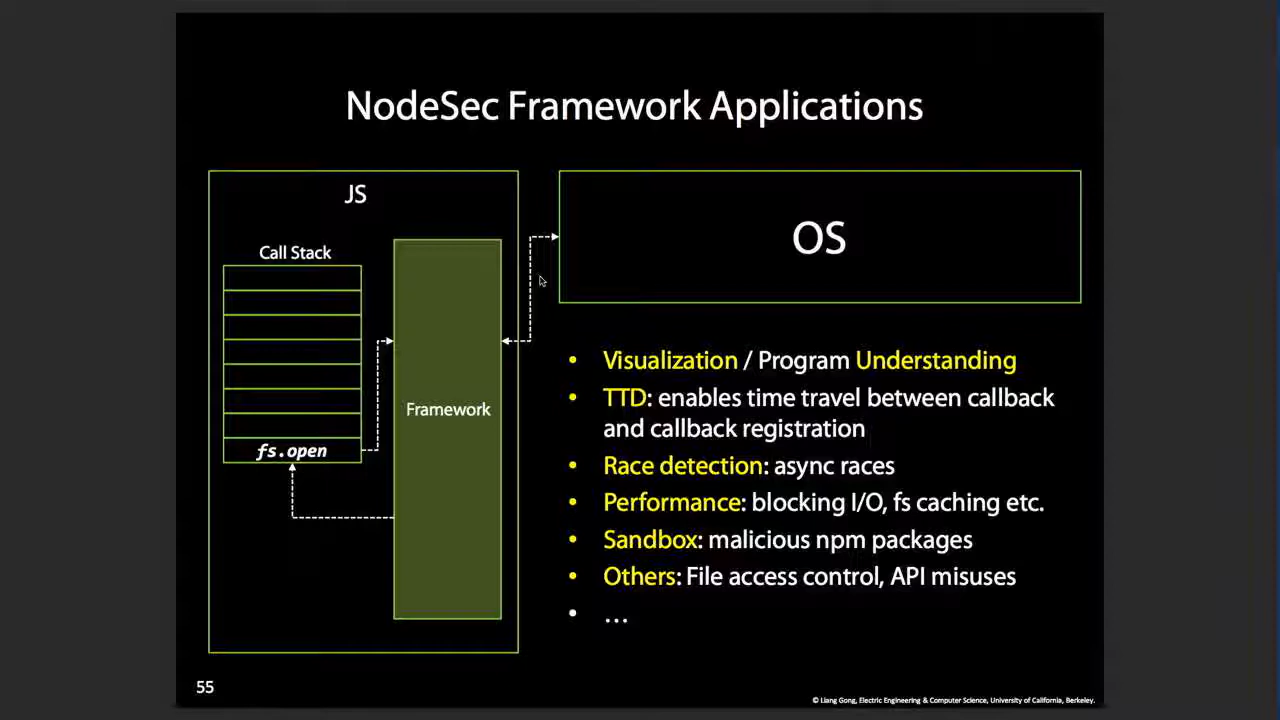 NodeSec Framework Applications
JS
Call Stack
fs.open
Framework
OS
• Visualization / Program Understanding
• TTD: enables time travel between callback
and callback registration
• Race detection: async races
• Performance: blocking I/O, fs caching etc.
• Sandbox: malicious npm packages
• Others: File access control, API misuses
• …
55
© Liang Gong, Electric Engineering & Computer Science, University of California, Berkeley.